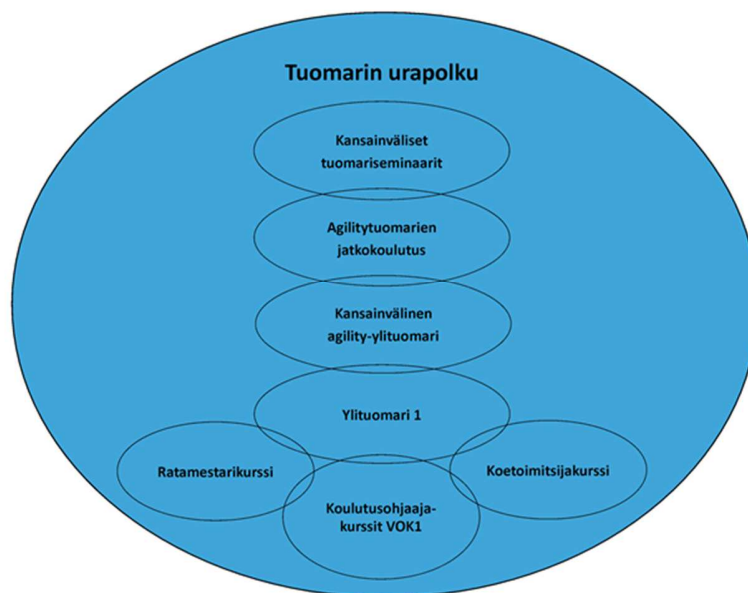 Tuomarin urapolku
Kansainväliset
tuomariseminaarit
Agilitytuomarien
jatkokoulutus
Kansainvälinen
agility-ylituomari
Ylituomari 1
Ratamestarikurssi
Koetoimitsijakurssi
Koulutusohjaaja-
kurssit VOK1